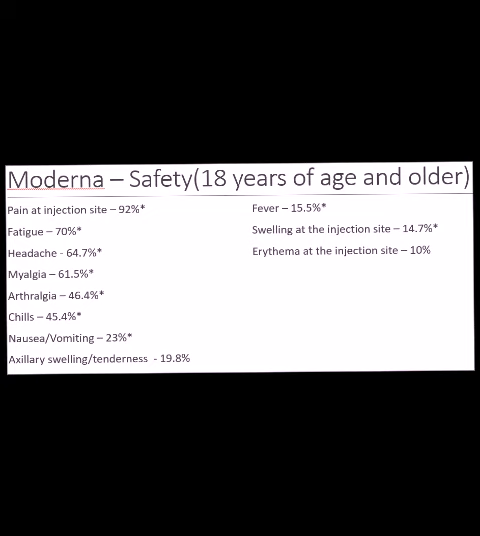 Moderna – Safety(18 years of age and older)
Pain at injection site – 92%*
Fatigue – 70%*
Headache - 64.7%*
Myalgia – 61.5%*
Arthralgia – 46.4%*
Chills – 45.4%*
Nausea/Vomiting – 23%*
Axillary swelling/tenderness - 19.8%
Fever – 15.5%*
Swelling at the injection site – 14.7%*
Erythema at the injection site – 10%